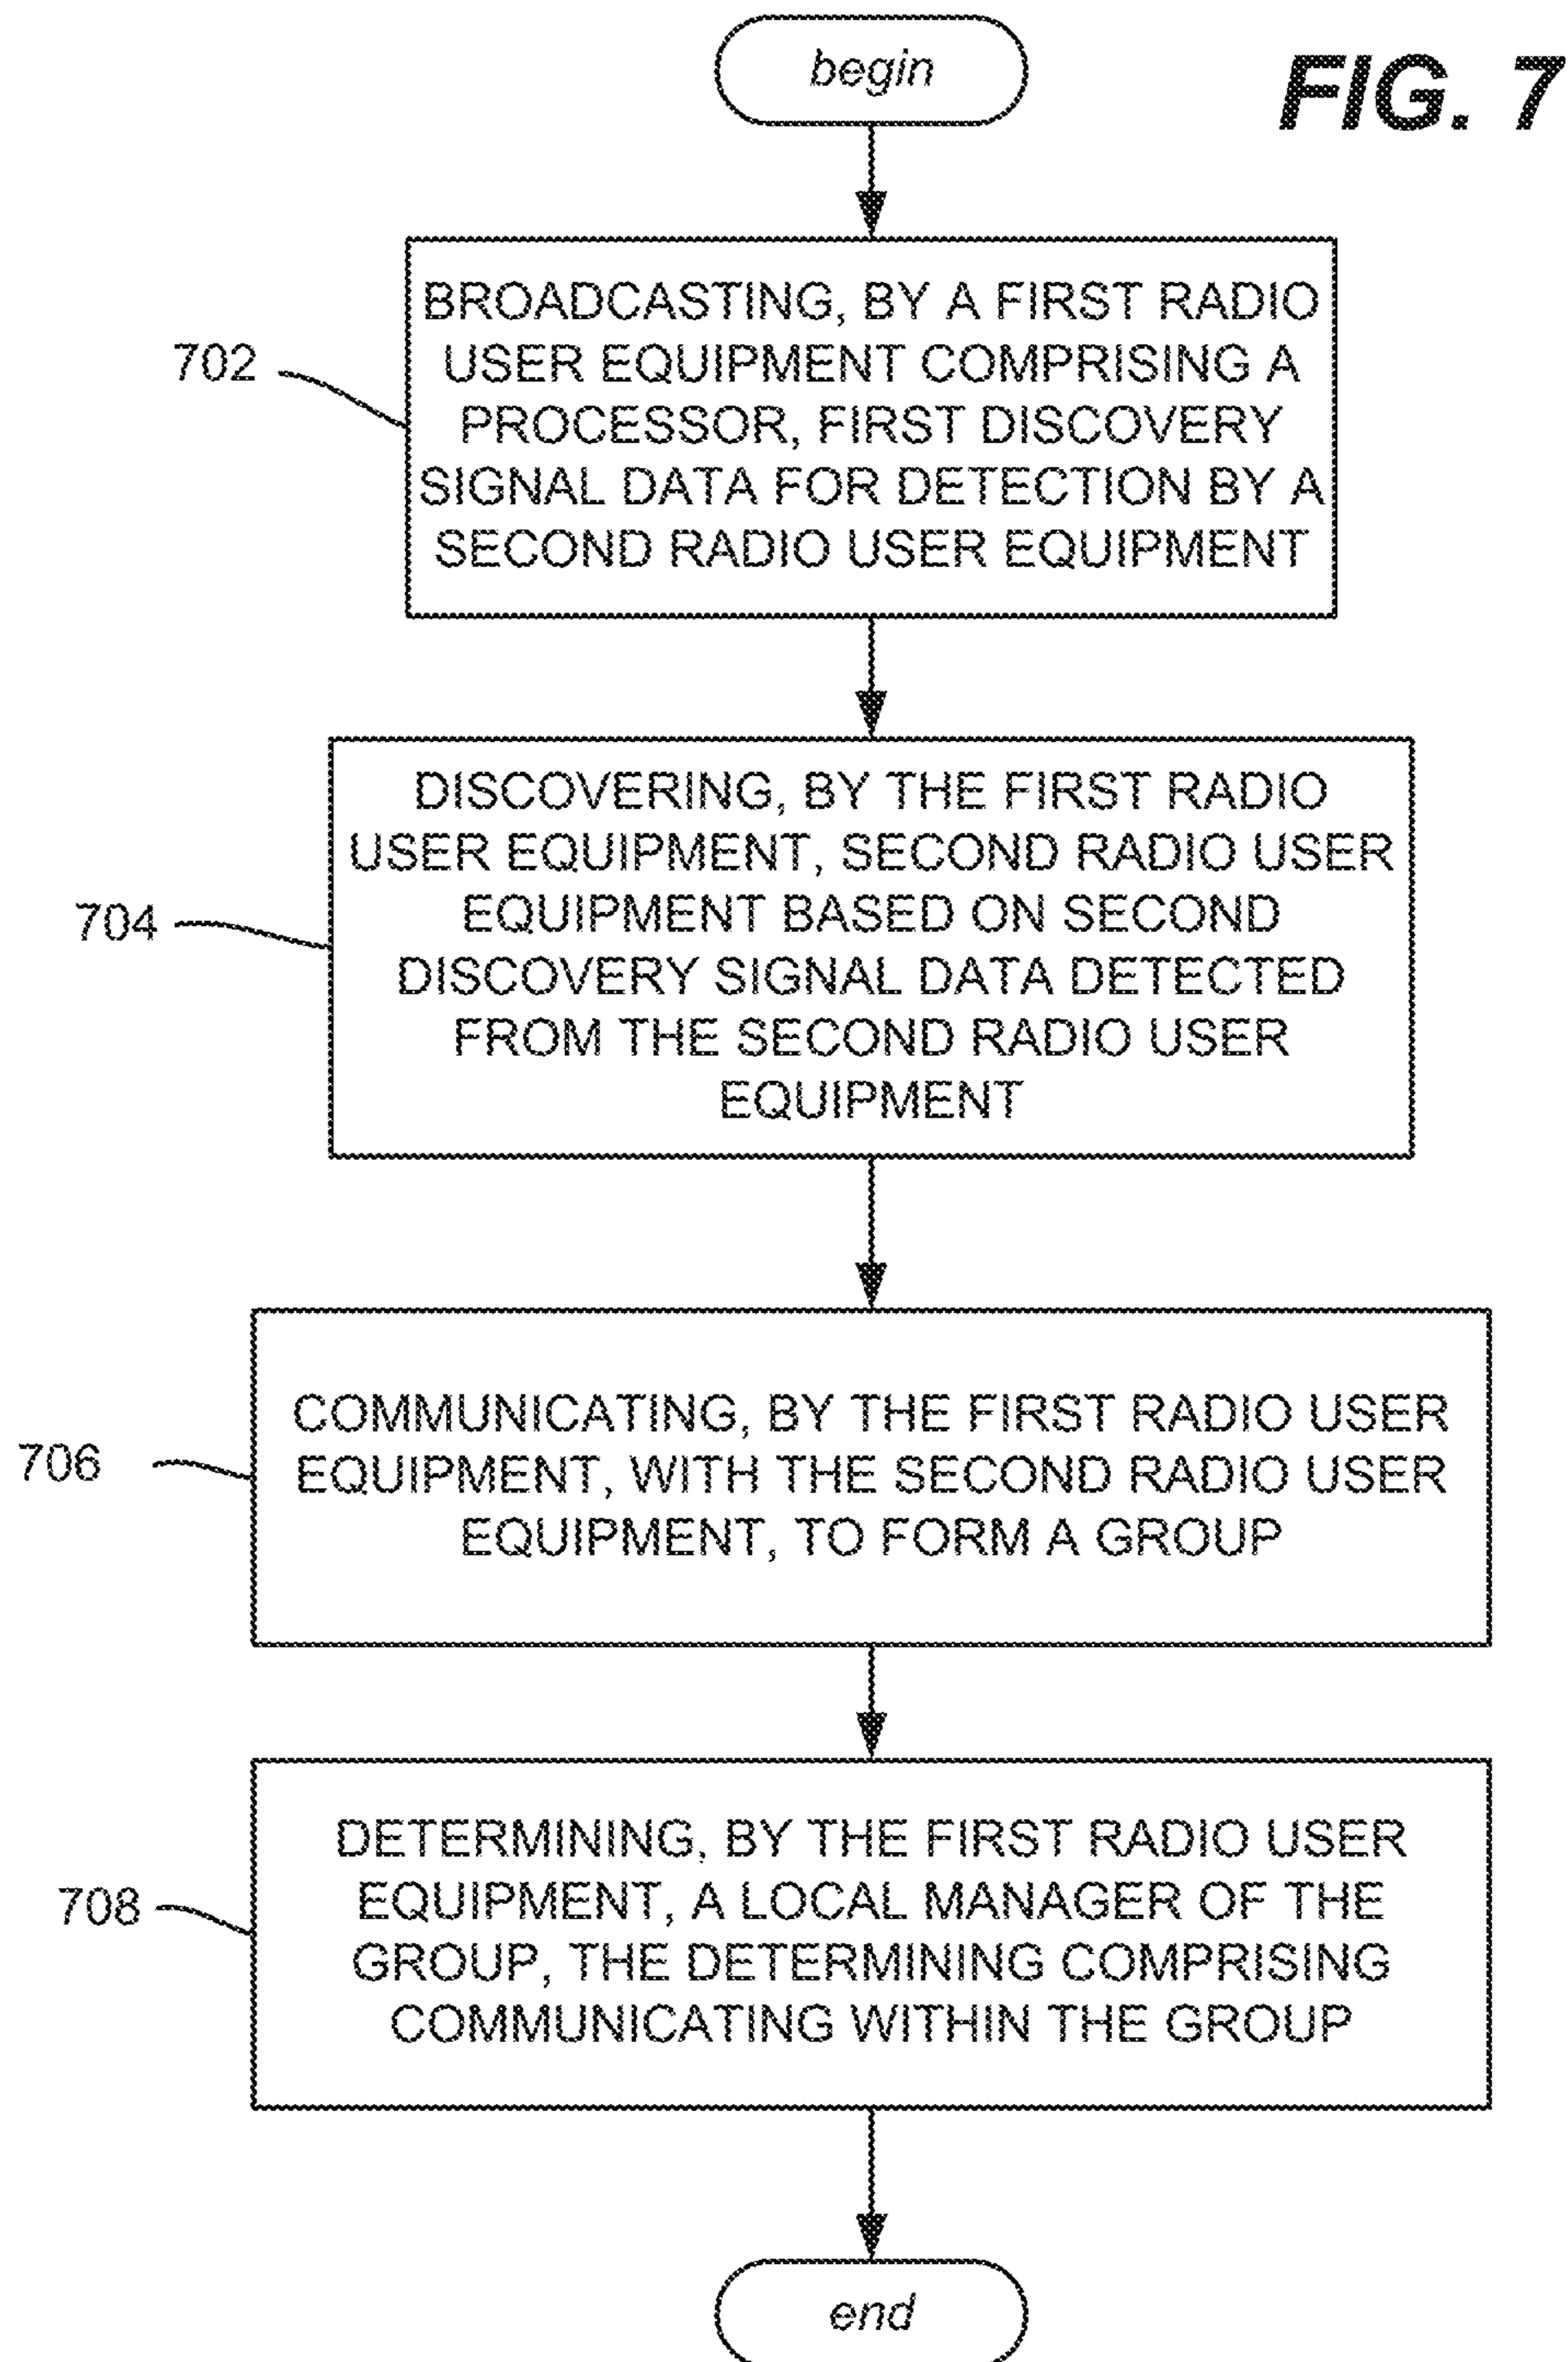 begin
FIG. 7
702
BROADCASTING, BY A FIRST RADIO
USER EQUIPMENT COMPRISING A
PROCESSOR, FIRST DISCOVERY
SIGNAL DATA FOR DETECTION BY A
SECOND RADIO USER EQUIPMENT
704
DISCOVERING, BY THE FIRST RADIO
USER EQUIPMENT, SECOND RADIO USER
EQUIPMENT BASED ON SECOND
DISCOVERY SIGNAL DATA DETECTED
FROM THE SECOND RADIO USER
EQUIPMENT
706
COMMUNICATING, BY THE FIRST RADIO USER
EQUIPMENT, WITH THE SECOND RADIO USER
EQUIPMENT, TO FORM A GROUP
708
DETERMINING, BY THE FIRST RADIO USER
EQUIPMENT, A LOCAL MANAGER OF THE
GROUP, THE DETERMINING COMPRISING
COMMUNICATING WITHIN THE GROUP
end